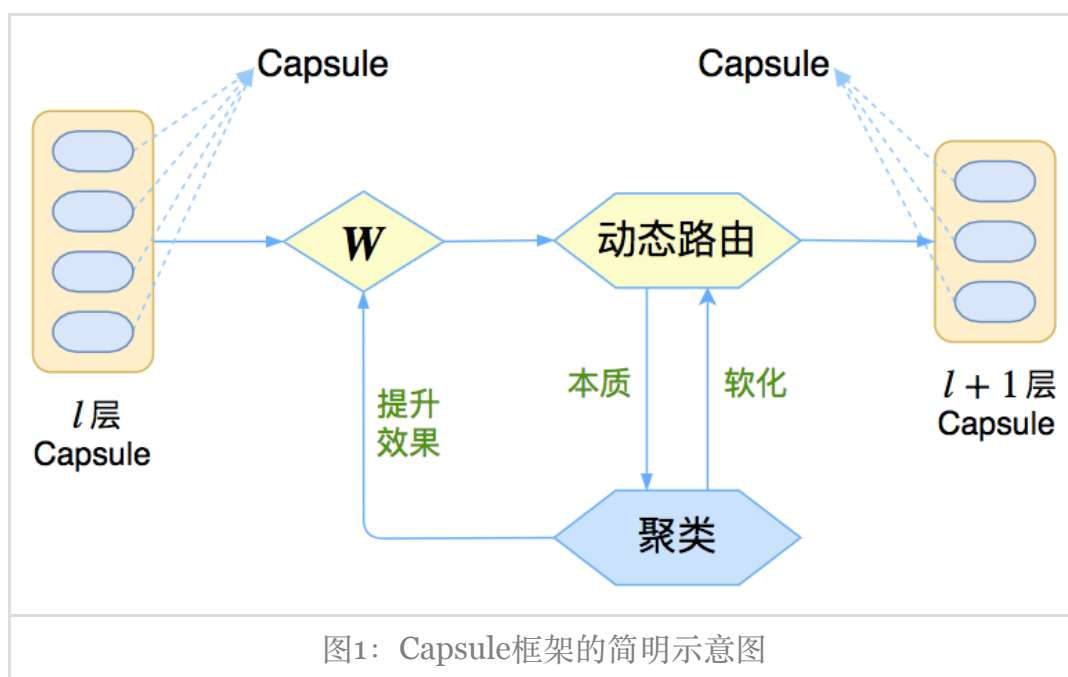 Capsule
Capsule
W
动态路由
提升
效果
本质
软化
l 层
Capsule
l + 1 层
Capsule
聚类
图1：Capsule框架的简明示意图